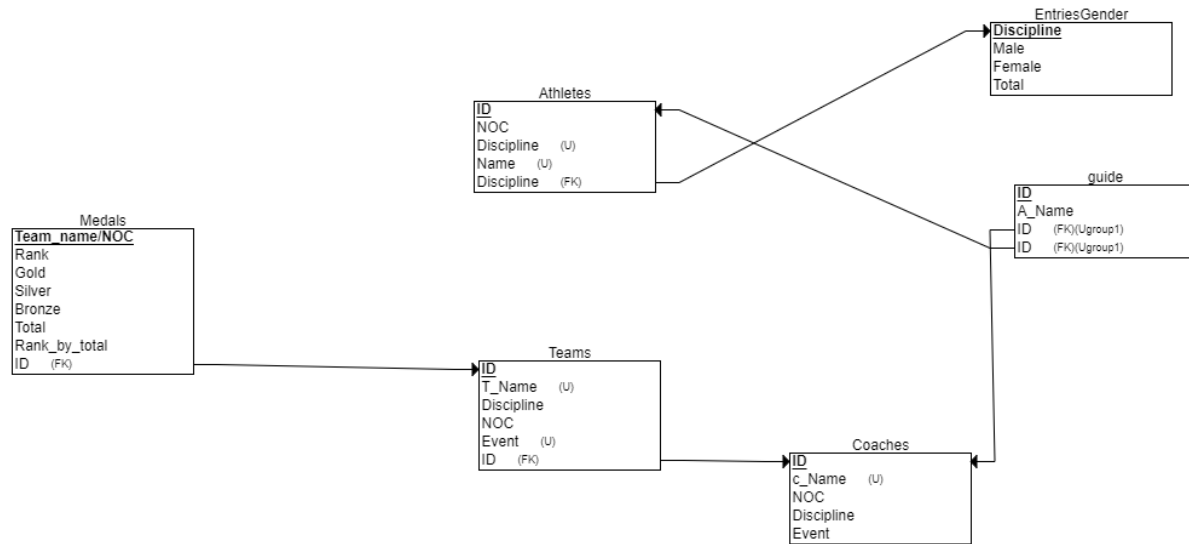 EntriesGender
Discipline
Male
Female
Total
Athletes
ID
NOC
Discipline (U)
Name (U)
Discipline (FK)
guide
ID
A_Name
ID (FK)(Ugroup1)
ID (FK)(Ugroup1)
Medals
Team_name/NOC
Rank
Gold
Silver
Bronze
Total
Rank_by_total
ID (FK)
Teams
ID
T_Name (U)
Discipline
NOC
Event (U)
ID (FK)
Coaches
ID
c_Name (U)
NOC
Discipline
Event